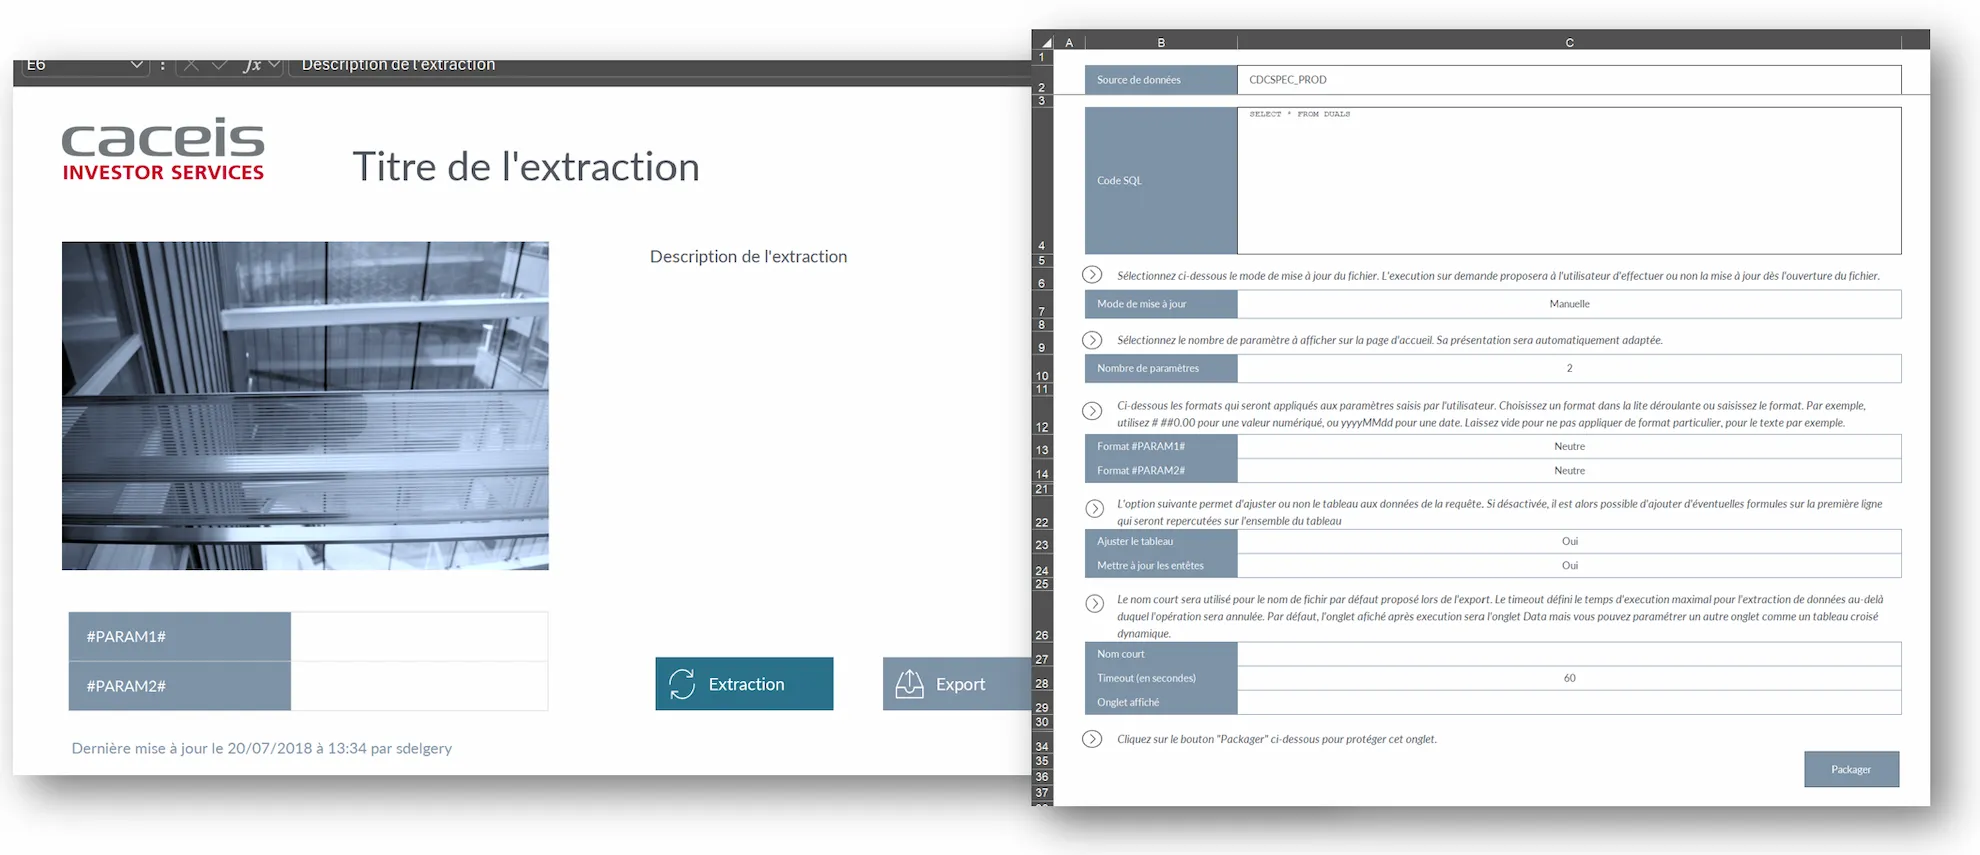 E6
fx
Description de l'extraction
caceis
INVESTOR SERVICES
Titre de l'extraction
Description de l'extraction
#PARAM1#
#PARAM2#
Extraction
Export
Dernière mise à jour le 20/07/2018 à 13:34 par sdelgery
A B C
1
2
Source de données
CDCSPEC_PROD
3
Code SQL
SELECT * FROM DUALS
4
5
6
Sélectionnez ci-dessous le mode de mise à jour du fichier. L'execution sur demande proposera à l'utilisateur d'effectuer ou non la mise à jour dès l'ouverture du fichier.
7
Mode de mise à jour
Manuelle
8
9
Sélectionnez le nombre de paramètre à afficher sur la page d'accueil. Sa présentation sera automatiquement adaptée.
10
Nombre de paramètres
2
11
12
Ci-dessous les formats qui seront appliqués aux paramètres saisis par l'utilisateur. Choisissez un format dans la lite déroulante ou saisissez le format. Par exemple,
utilisez # ##0.00 pour une valeur numériqué, ou yyyyMMdd pour une date. Laissez vide pour ne pas appliquer de format particulier, pour le texte par exemple.
13
Format #PARAM1#
Neutre
14
Format #PARAM2#
Neutre
21
22
L'option suivante permet d'ajuster ou non le tableau aux données de la requête. Si désactivée, il est alors possible d'ajouter d'éventuelles formules sur la première ligne
qui seront repercutées sur l'ensemble du tableau
23
Ajuster le tableau
Oui
24
Mettre à jour les entêtes
Oui
25
26
Le nom court sera utilisé pour le nom de fichir par défaut proposé lors de l'export. Le timeout défini le temps d'execution maximal pour l'extraction de données au-delà
duquel l'opération sera annulée. Par défaut, l'onglet afiché après execution sera l'onglet Data mais vous pouvez paramétrer un autre onglet comme un tableau croisé
dynamique.
27
Nom court
28
Timeout (en secondes)
60
29
Onglet affiché
30
34
Cliquez sur le bouton "Packager" ci-dessous pour protéger cet onglet.
35
36
Packager
37